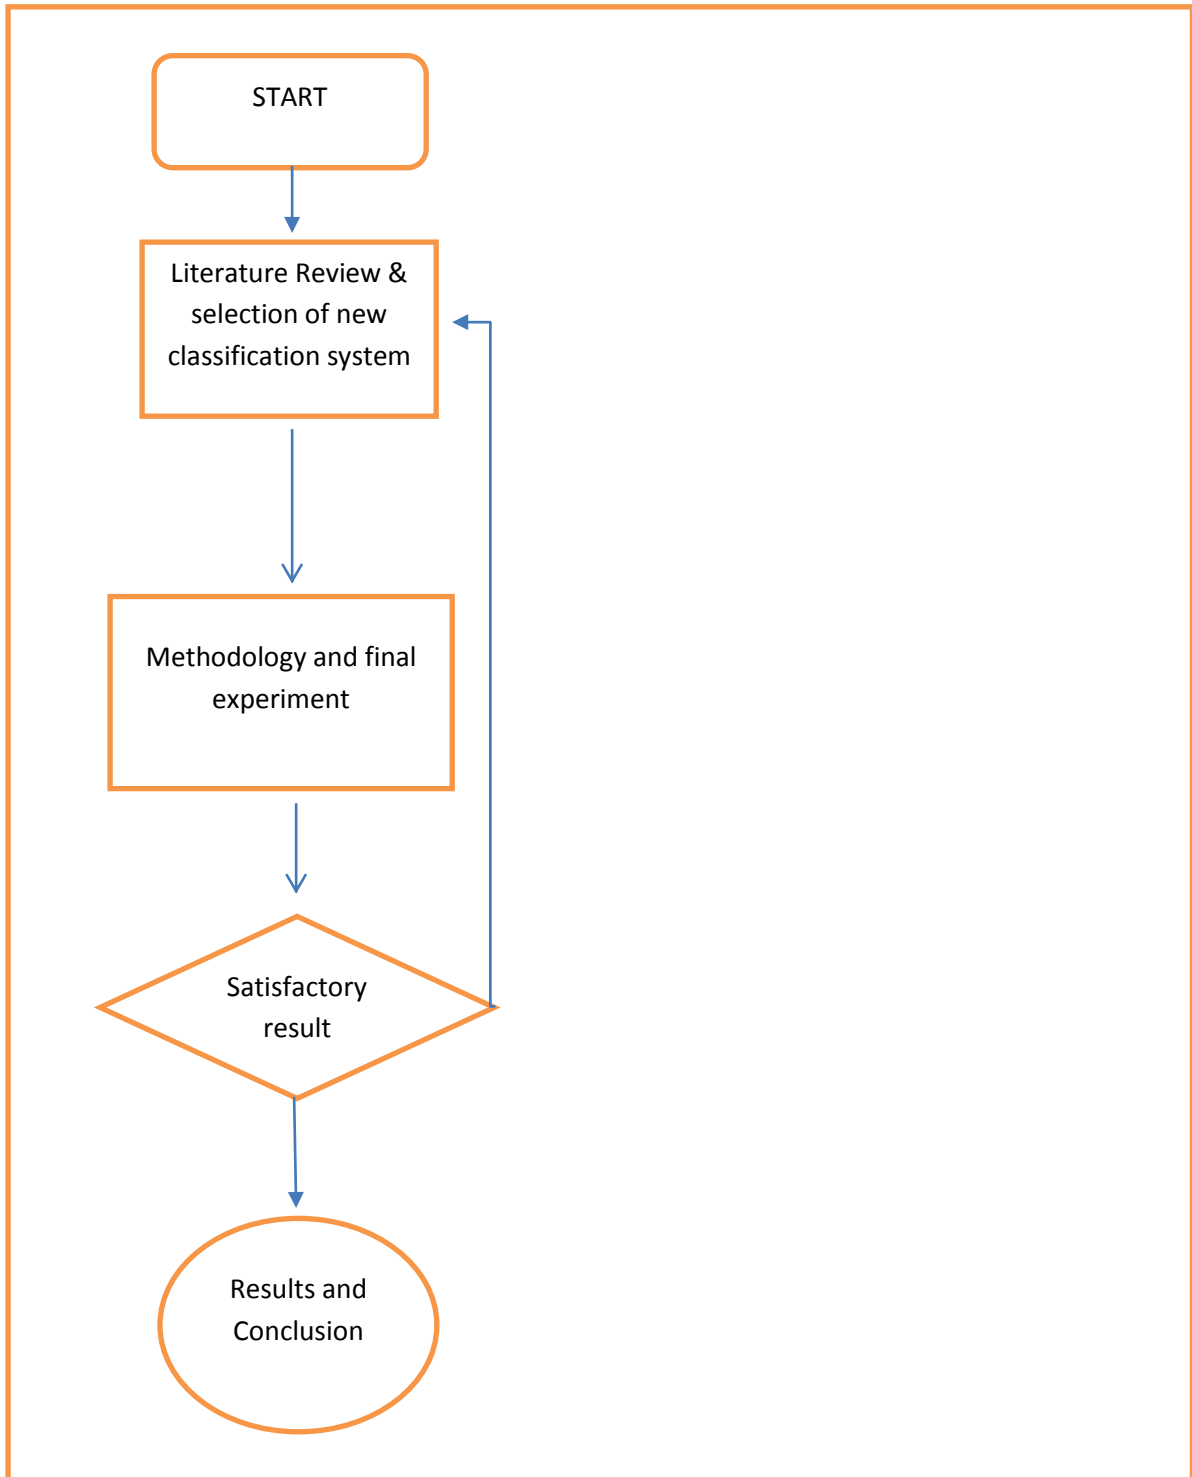 START
Literature Review &
selection of new
classification system
Methodology and final
experiment
Satisfactory
result
Results and
Conclusion